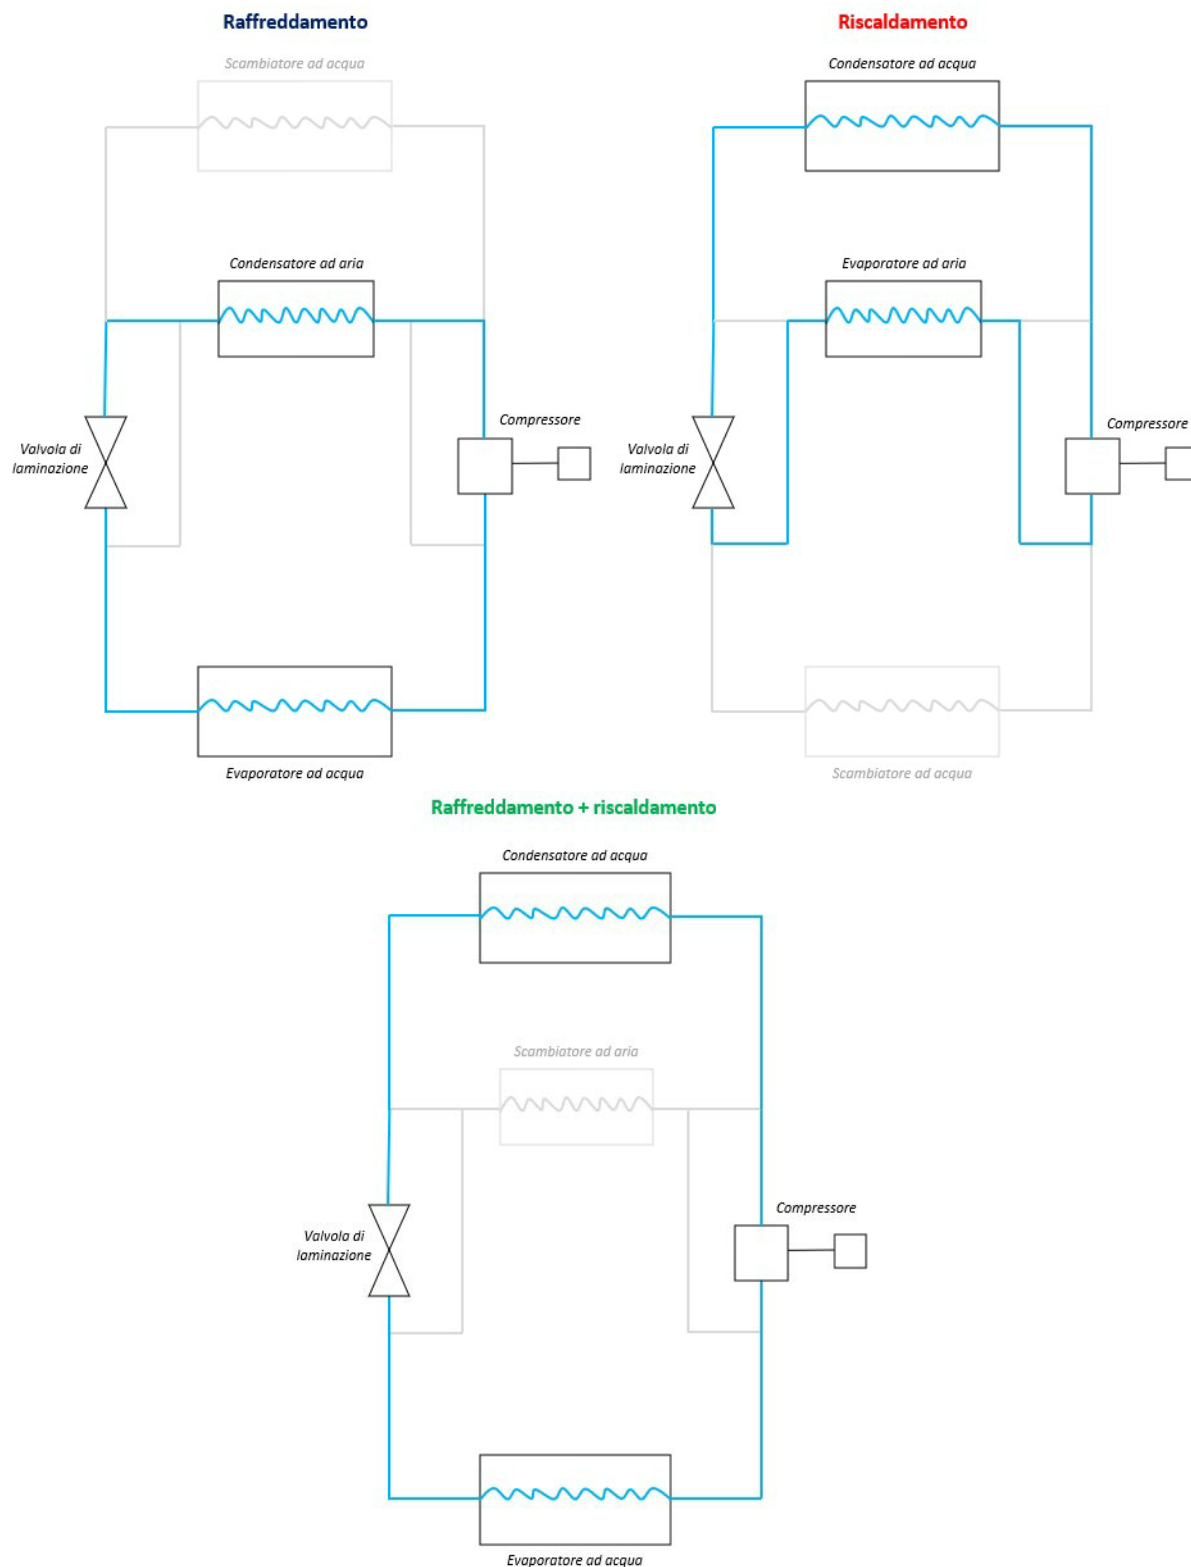 Raffreddamento
Scambiatore ad acqua
Condensatore ad aria
Compressore
Valvola di
laminazione
Evaporatore ad acqua
Riscaldamento
Condensatore ad acqua
Evaporatore ad aria
Compressore
Valvola di
laminazione
Scambiatore ad acqua
Raffreddamento + riscaldamento
Condensatore ad acqua
Scambiatore ad aria
Compressore
Valvola di
laminazione
Evaporatore ad acqua